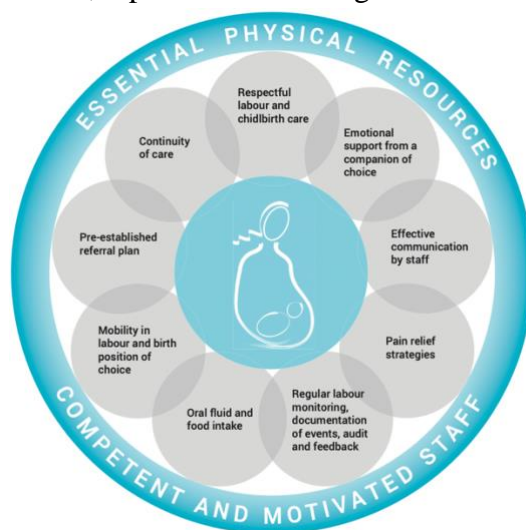 ESSENTIAL PHYSICAL RESOURCES
Respectful
labour and
chidlbirth care
Emotional
support from a
companion of
choice
Effective
communication
by staff
Pain relief
strategies
Regular labour
monitoring,
documentation
of events, audit
and feedback
Oral fluid and
food intake
Mobility in
labour and birth
position of
choice
Pre-established
referral plan
Continuity
of care
COMPETENT AND MOTIVATED STAFF